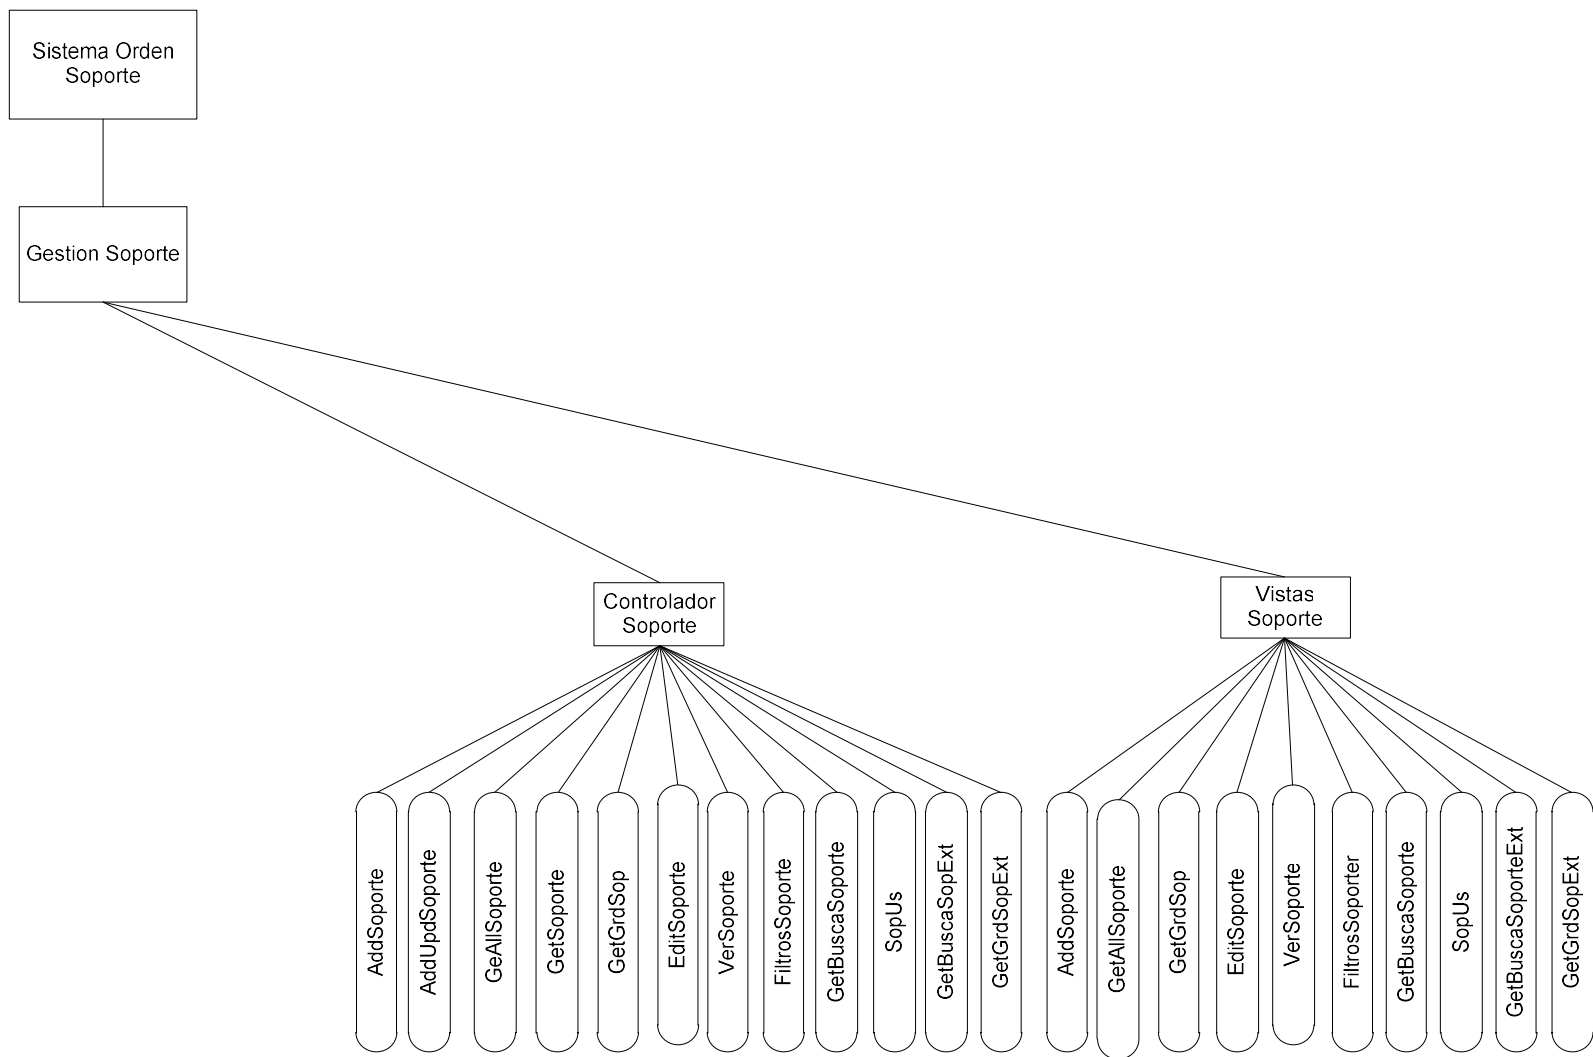 Sistema Orden
Soporte
Gestion Soporte
Controlador
Soporte
Vistas
Soporte
AddSoporte
AddUpdSoporte
GeAllSoporte
GetSoporte
GetGrdSop
EditSoporte
VerSoporte
FiltrosSoporte
GetBuscaSoporte
SopUs
GetBuscaSopExt
GetGrdSopExt
AddSoporte
GetAllSoporte
GetGrdSop
EditSoporte
VerSoporte
FiltrosSoporter
GetBuscaSoporte
SopUs
GetBuscaSoporteExt
GetGrdSopExt